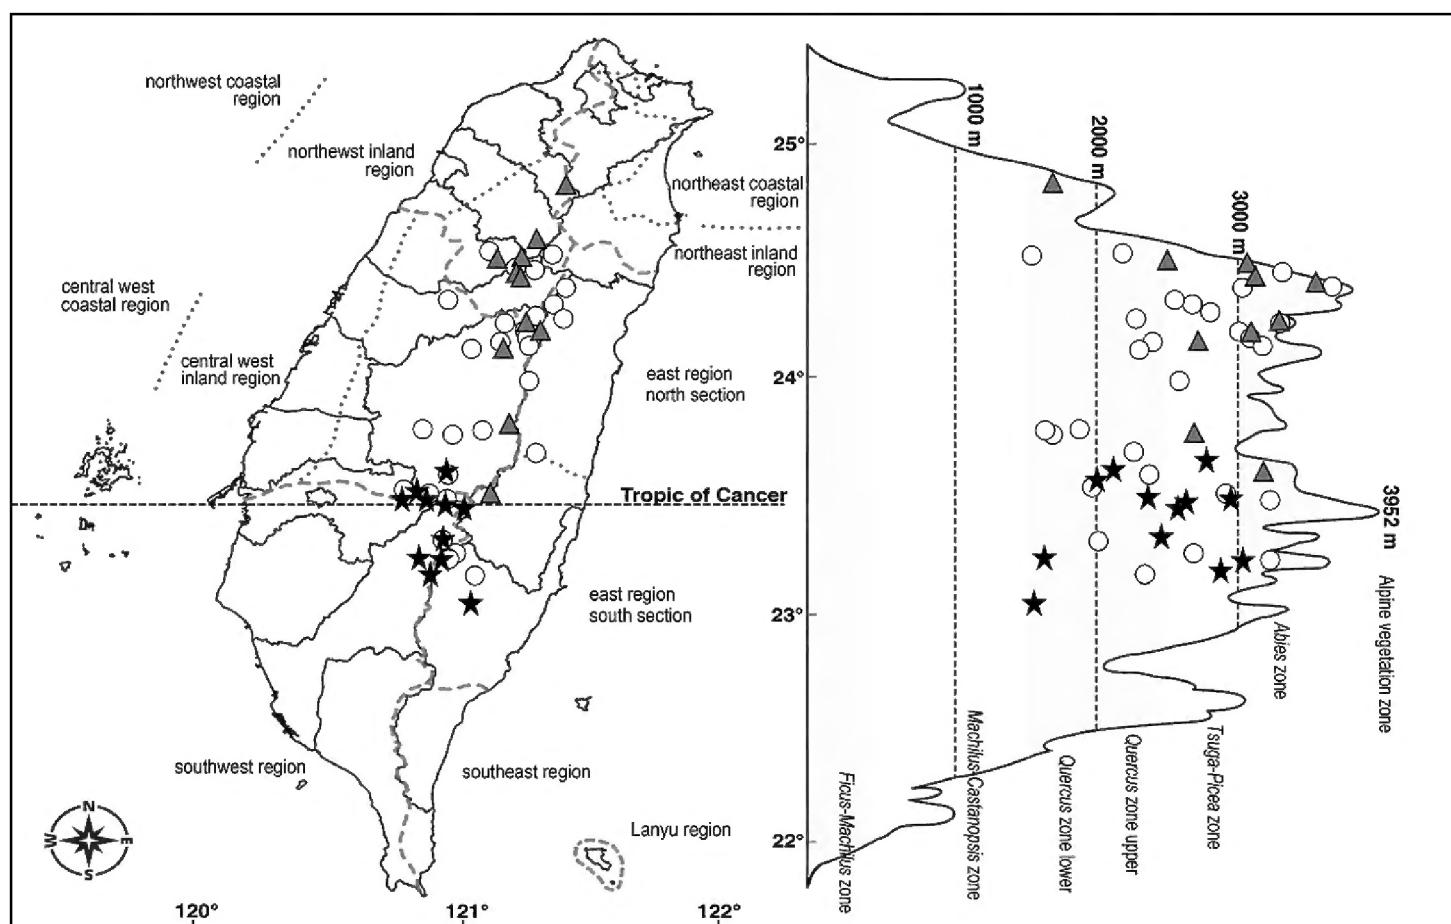 northwest coastal
region
northewst inland
region
northeast coastal
region
northeast inland
region
central west
coastal region
central west
inland region
east region
north section
Tropic of Cancer
east region
south section
southwest region
southeast region
Lanyu region
N
W
E
S
120°
121°
122°
25°
24°
23°
22°
1000 m
2000 m
3000 m
3952 m
Alpine vegetation zone
Abies zone
Tsuga-Picea zone
Quercus zone upper
Quercus zone lower
Machilus-Castanopsis zone
Ficus-Machilus zone